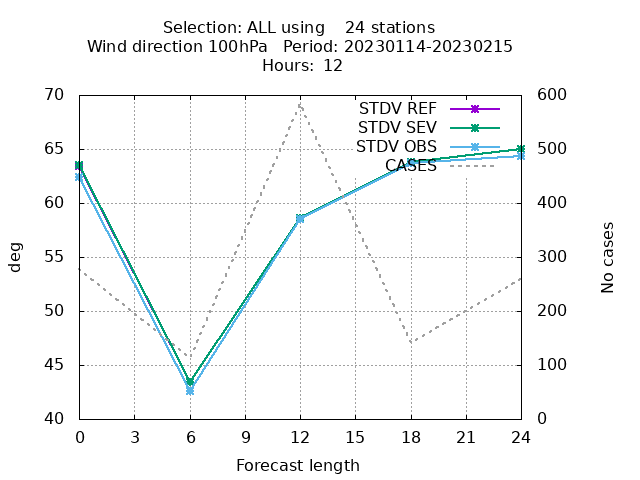 Selection: ALL using    24 stations
Wind direction 100hPa   Period: 20230114-20230215
Hours:  12
70
65
60
55
50
45
40
deg
600
500
400
300
200
100
0
No cases
STDV REF
STDV SEV
STDV OBS
CASES
0 3 6 9 12 15 18 21 24
Forecast length